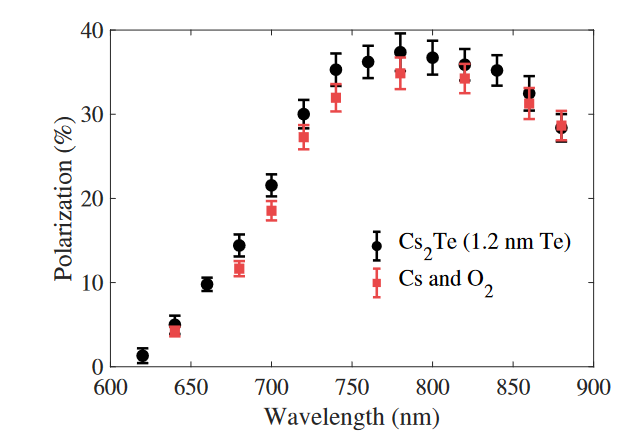 40
30
20
10
0
Polarization (%)
Cs₂Te (1.2 nm Te)
Cs and O₂
600 650 700 750 800 850 900
Wavelength (nm)